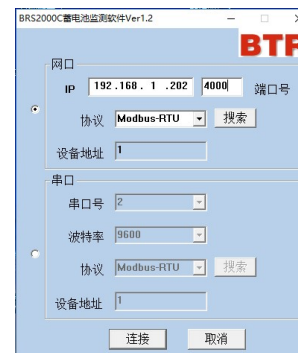 BRS2000C蓄电池监测软件Ver1.2
BTF
网口
IP 192 .168 . 1 .202 4000 端口号
协议 Modbus-RTU 搜索
设备地址 1
串口
串口号 2
波特率 9600
协议 Modbus-RTU 搜索
设备地址 1
连接 取消